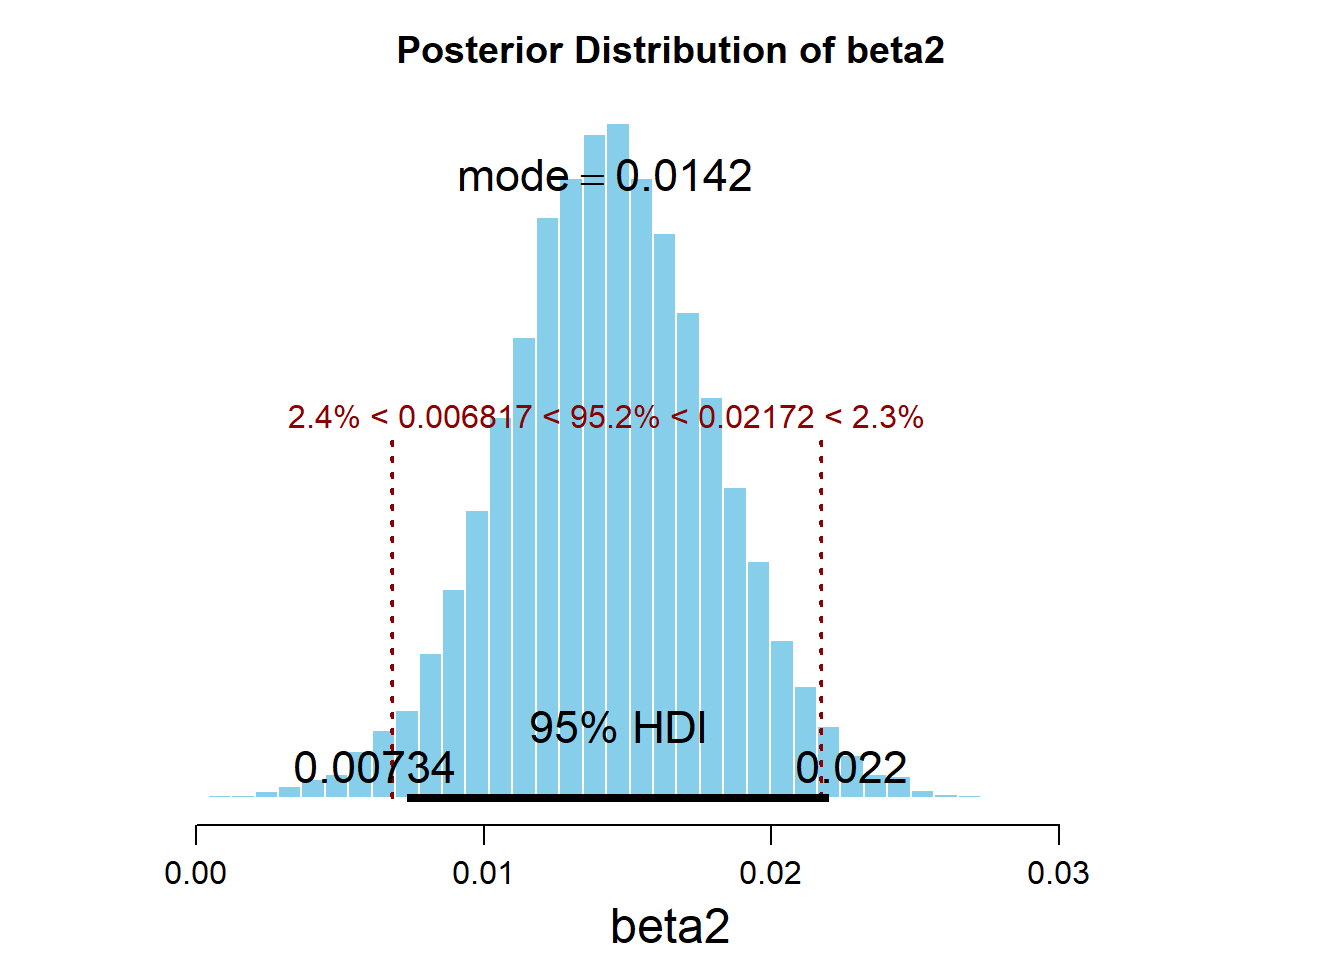 Posterior Distribution of beta2
mode = 0.0142
2.4% < 0.006817 < 95.2% < 0.02172 < 2.3%
95% HDI
0.00734 0.022
0.00 0.01 0.02 0.03
beta2